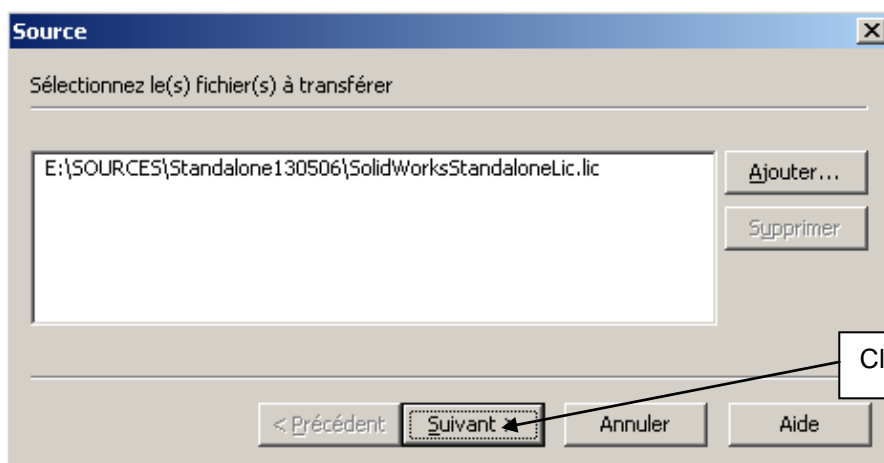 Source
Sélectionnez le(s) fichier(s) à transférer
E:\SOURCES\Standalone130506\SolidWorksStandaloneLic.lic
Ajouter...
Supprimer
< Précédent
Suivant >
Annuler
Aide